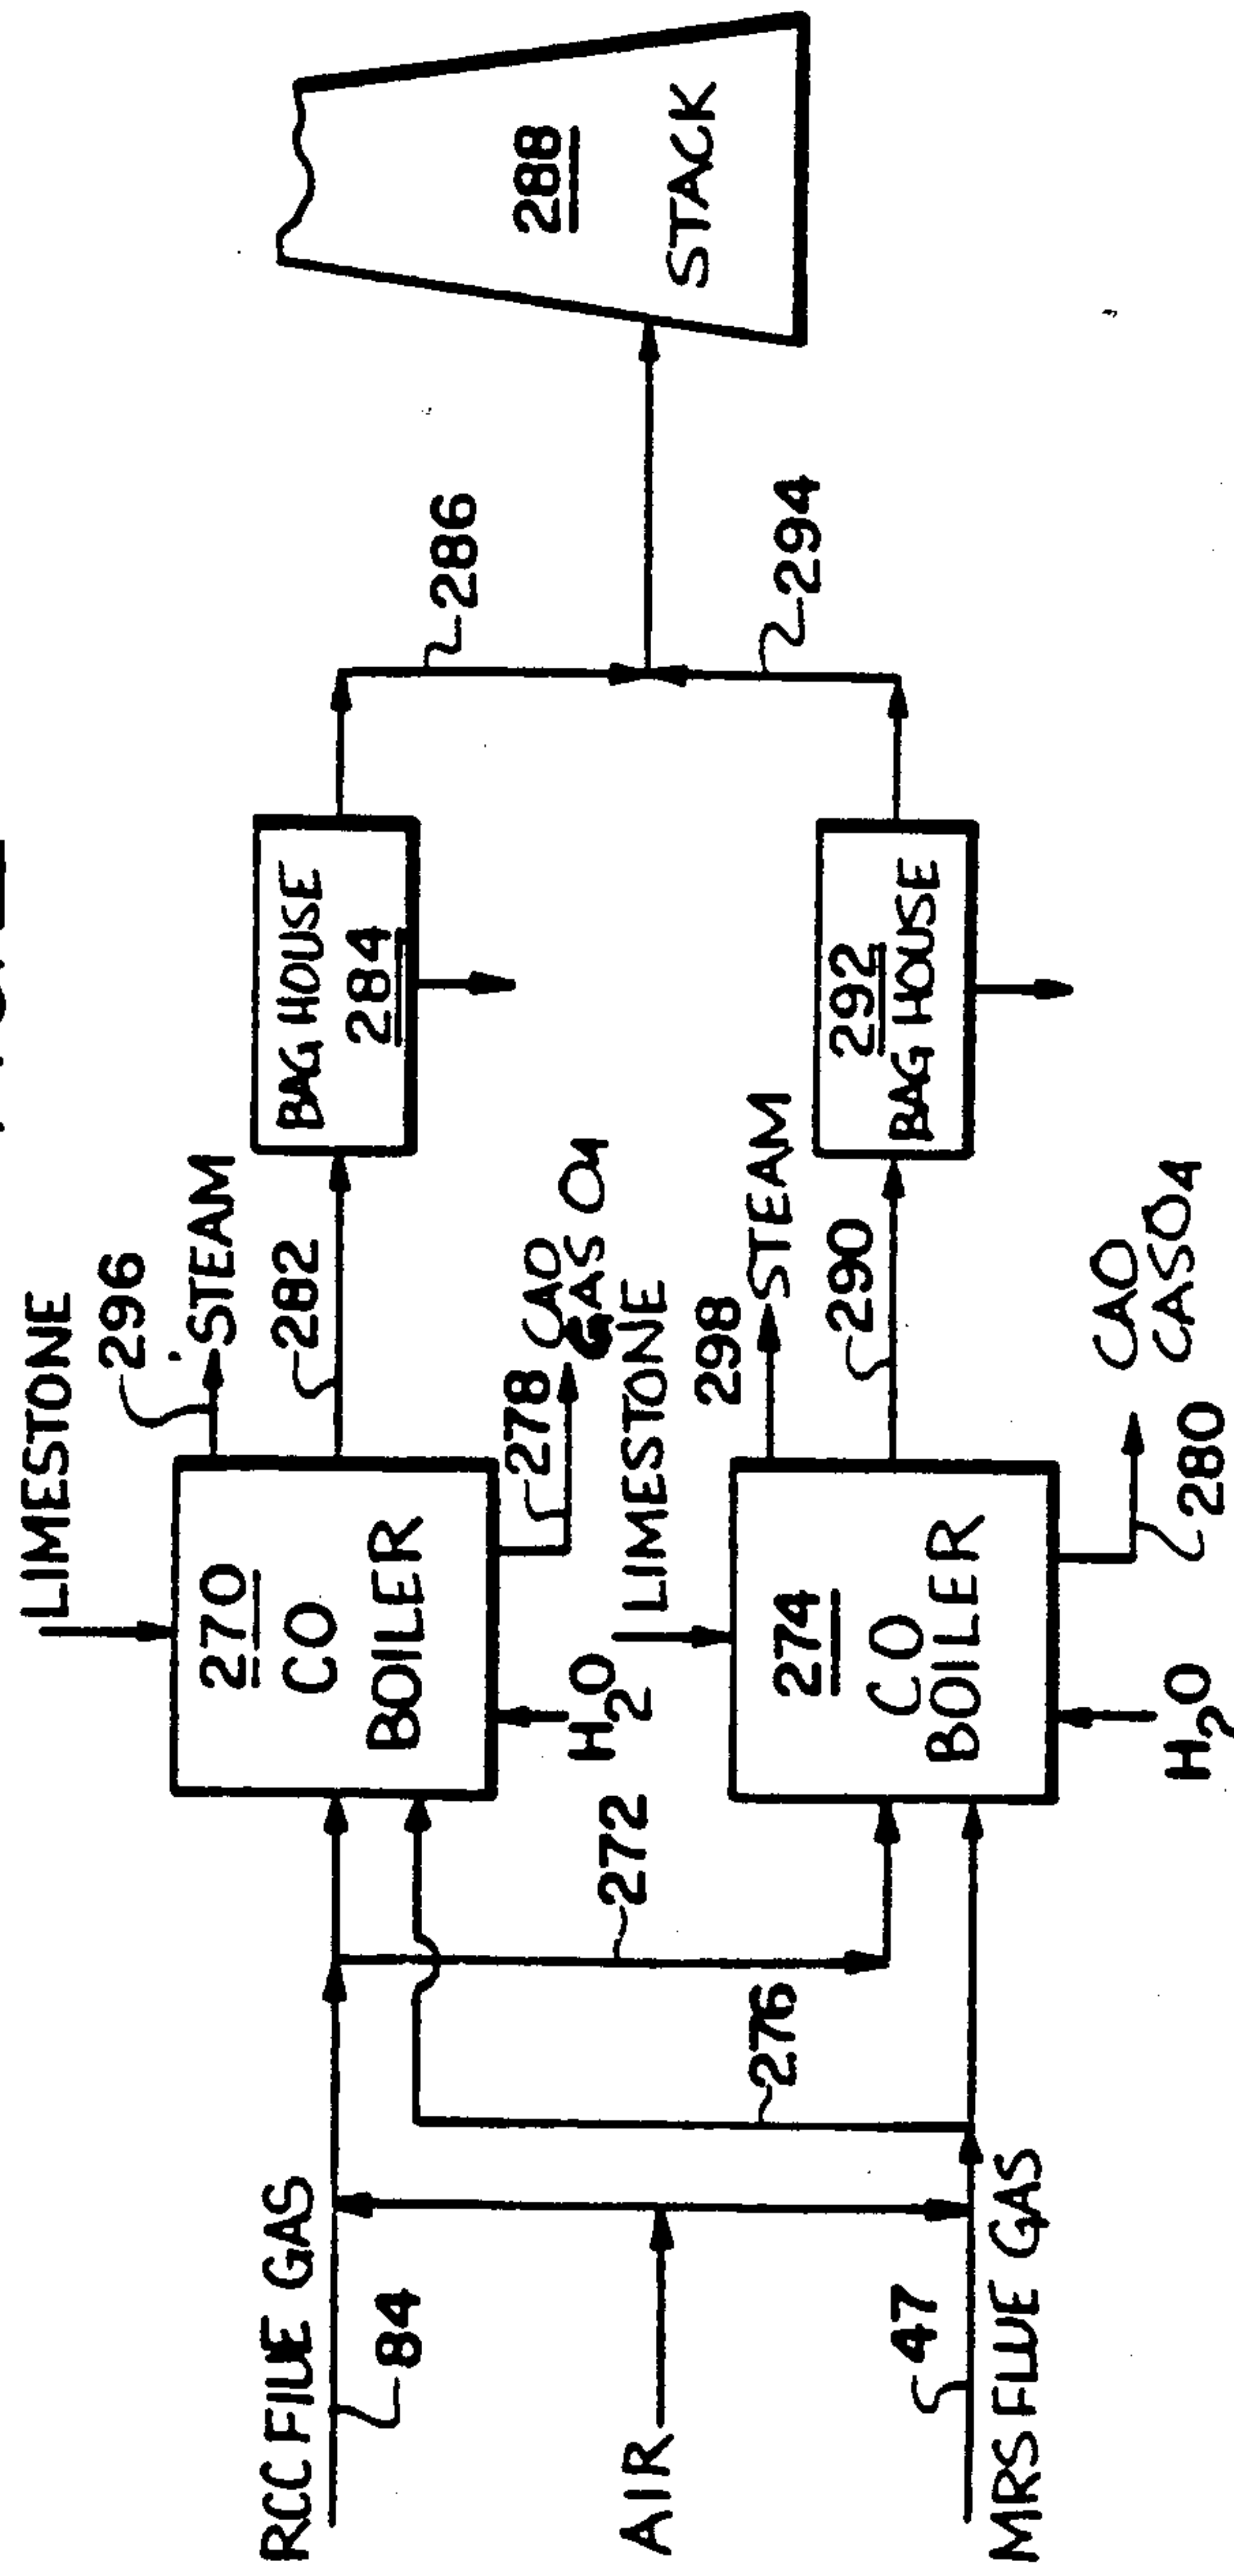 LIMESTONE
296
STEAM
RCC FLUE GAS
84
270
CO
BOILER
282
BAG HOUSE
284
278
CAO
GAS O4
H2O
286
288
STACK
AIR
272
276
LIMESTONE
298
STEAM
294
47
MRS FLUE GAS
274
CO
BOILER
290
292
BAG HOUSE
CAO
CASO4
280
H2O